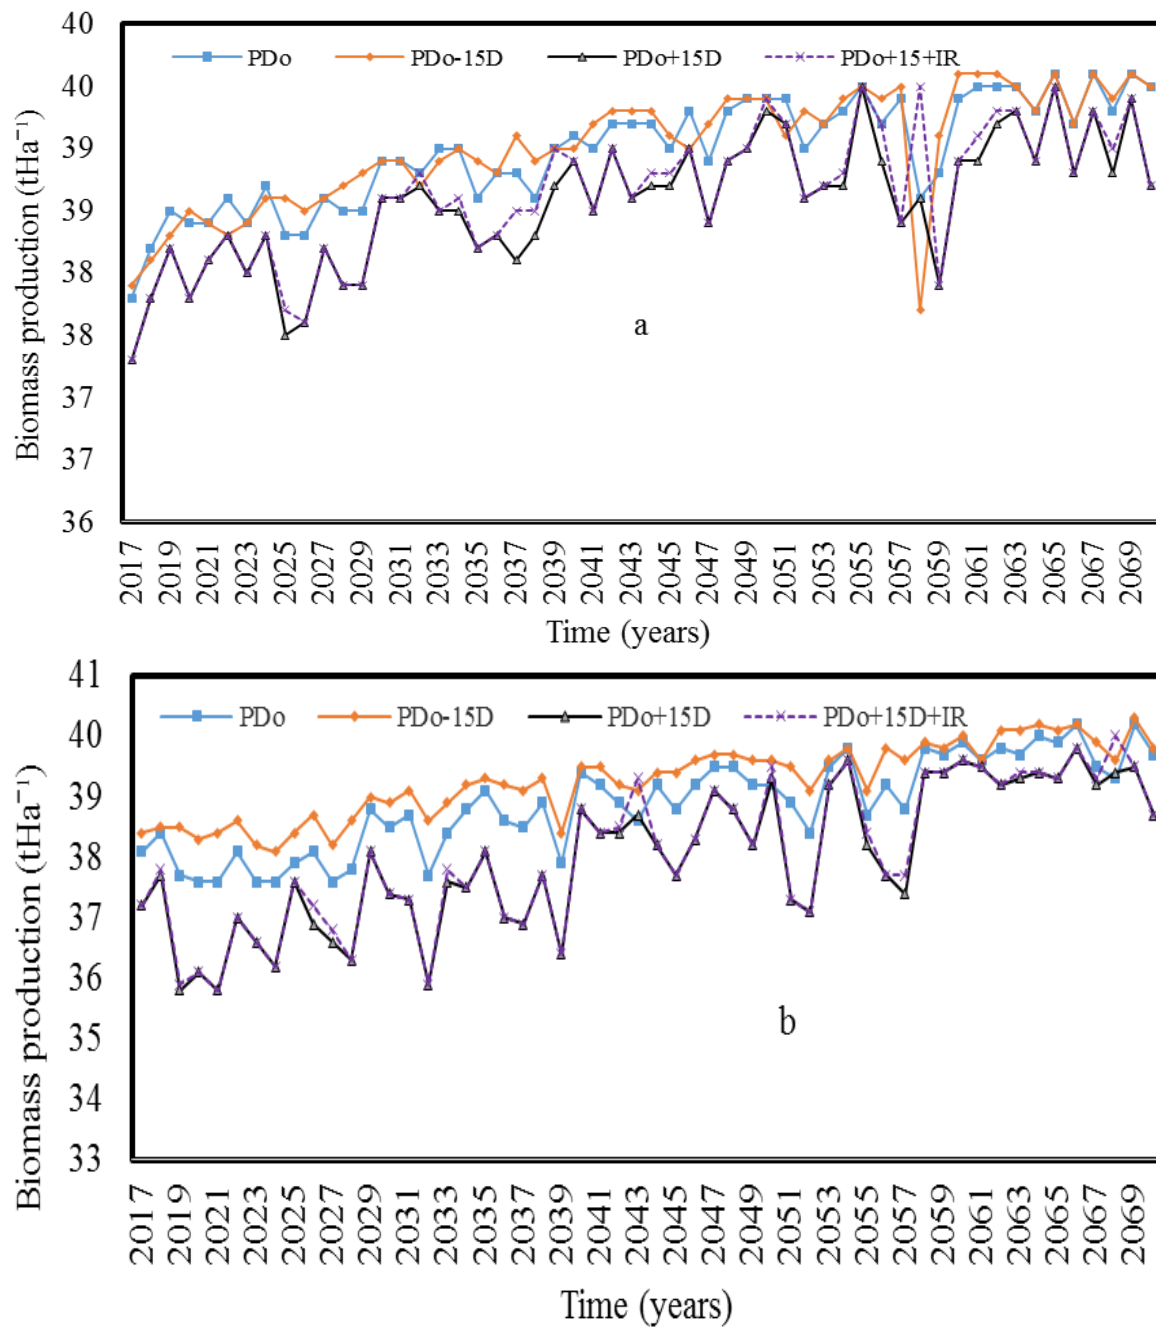 40
40
39
39
38
38
37
37
36
Biomass production (tHa⁻¹)
PDo PDo-15D PDo+15D PDo+15+IR
a
2017 2019 2021 2023 2025 2027 2029 2031 2033 2035 2037 2039 2041 2043 2045 2047 2049 2051 2053 2055 2057 2059 2061 2063 2065 2067 2069
Time (years)
41
40
39
38
37
36
35
34
33
Biomass production (tHa⁻¹)
PDo PDo-15D PDo+15D PDo+15D+IR
b
2017 2019 2021 2023 2025 2027 2029 2031 2033 2035 2037 2039 2041 2043 2045 2047 2049 2051 2053 2055 2057 2059 2061 2063 2065 2067 2069
Time (years)